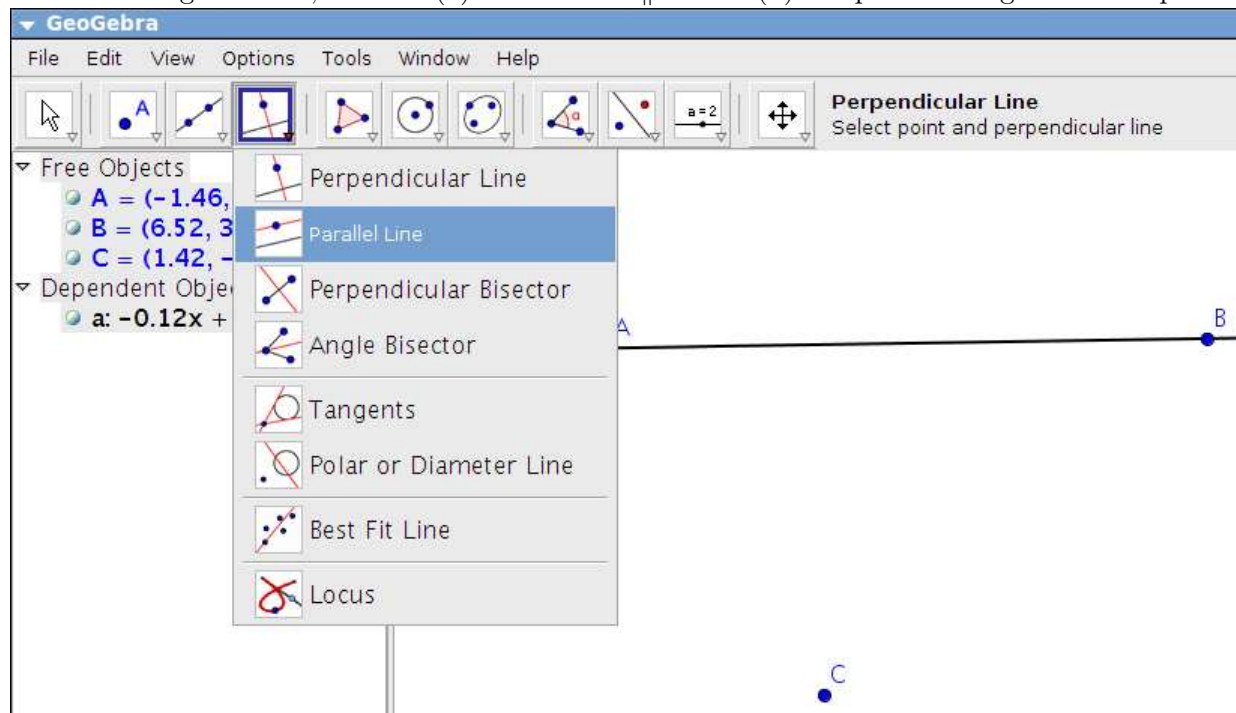 GeoGebra
File Edit View Options Tools Window Help
A
a=2
α
Perpendicular Line
Select point and perpendicular line
Free Objects
A = (-1.46,
B = (6.52, 3
C = (1.42, -
Dependent Obje
a: -0.12x +
Perpendicular Line
Parallel Line
Perpendicular Bisector
Angle Bisector
Tangents
Polar or Diameter Line
Best Fit Line
Locus
A
B
C